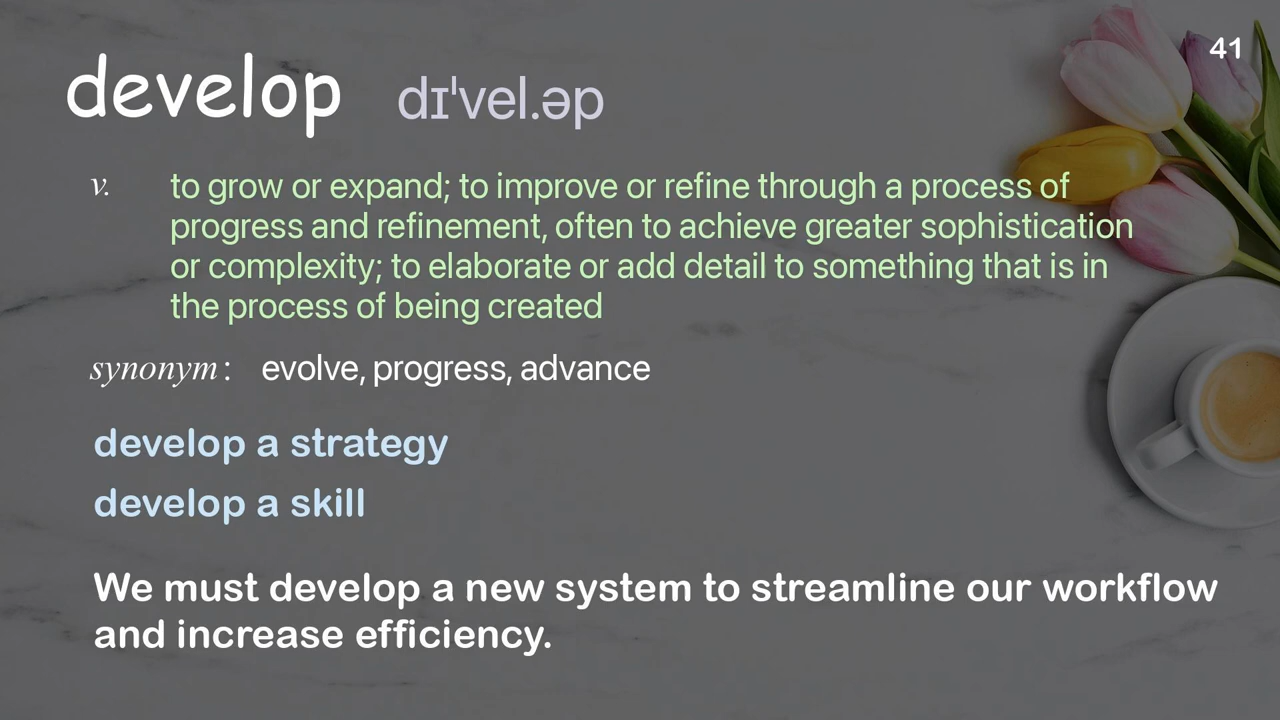 41
develop dɪˈvel.əp
v. to grow or expand; to improve or refine through a process of
progress and refinement, often to achieve greater sophistication
or complexity; to elaborate or add detail to something that is in
the process of being created
synonym: evolve, progress, advance
develop a strategy
develop a skill
We must develop a new system to streamline our workflow
and increase efficiency.